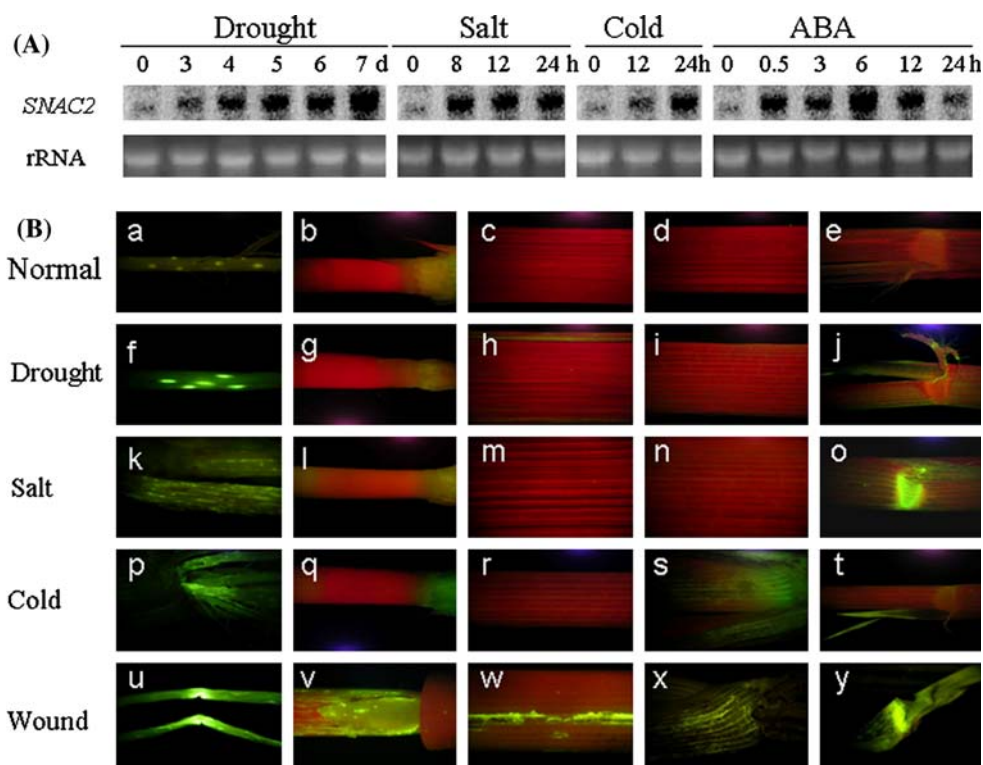 (A) Drought Salt Cold ABA
0 3 4 5 6 7 d 0 8 12 24 h 0 12 24h 0 0.5 3 6 12 24 h
SNAC2
rRNA
(B)
a b c d e
Normal
f g h i j
Drought
k l m n o
Salt
p q r s t
Cold
u v w x y
Wound